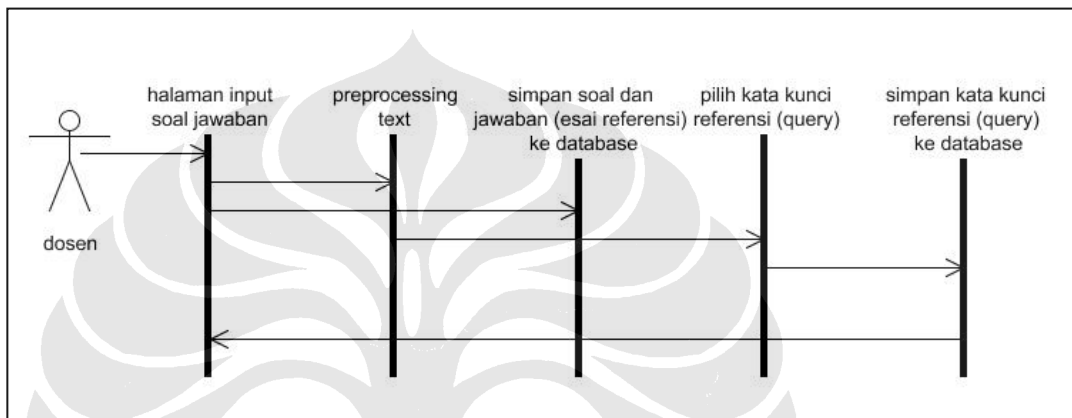 halaman input
soal jawaban
preprocessing
text
simpan soal dan
jawaban (esai referensi)
ke database
pilih kata kunci
referensi (query)
simpan kata kunci
referensi (query)
ke database
dosen